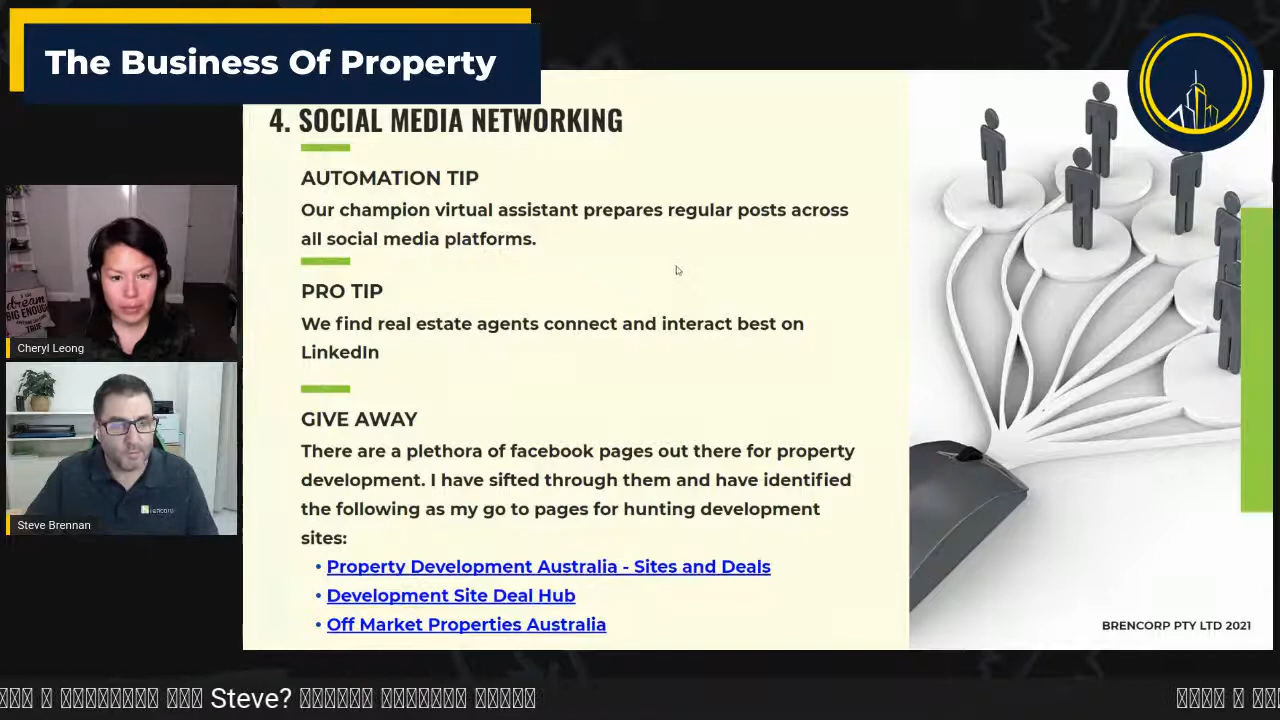 The Business Of Property
4. SOCIAL MEDIA NETWORKING
AUTOMATION TIP
Our champion virtual assistant prepares regular posts across
all social media platforms.
PRO TIP
We find real estate agents connect and interact best on
LinkedIn
GIVE AWAY
There are a plethora of facebook pages out there for property
development. I have sifted through them and have identified
the following as my go to pages for hunting development
sites:
• Property Development Australia - Sites and Deals
• Development Site Deal Hub
• Off Market Properties Australia
BRENCORP PTY LTD 2021
dream
BIG ENOUGH
TRUE
Cheryl Leong
Steve Brennan
Steve?